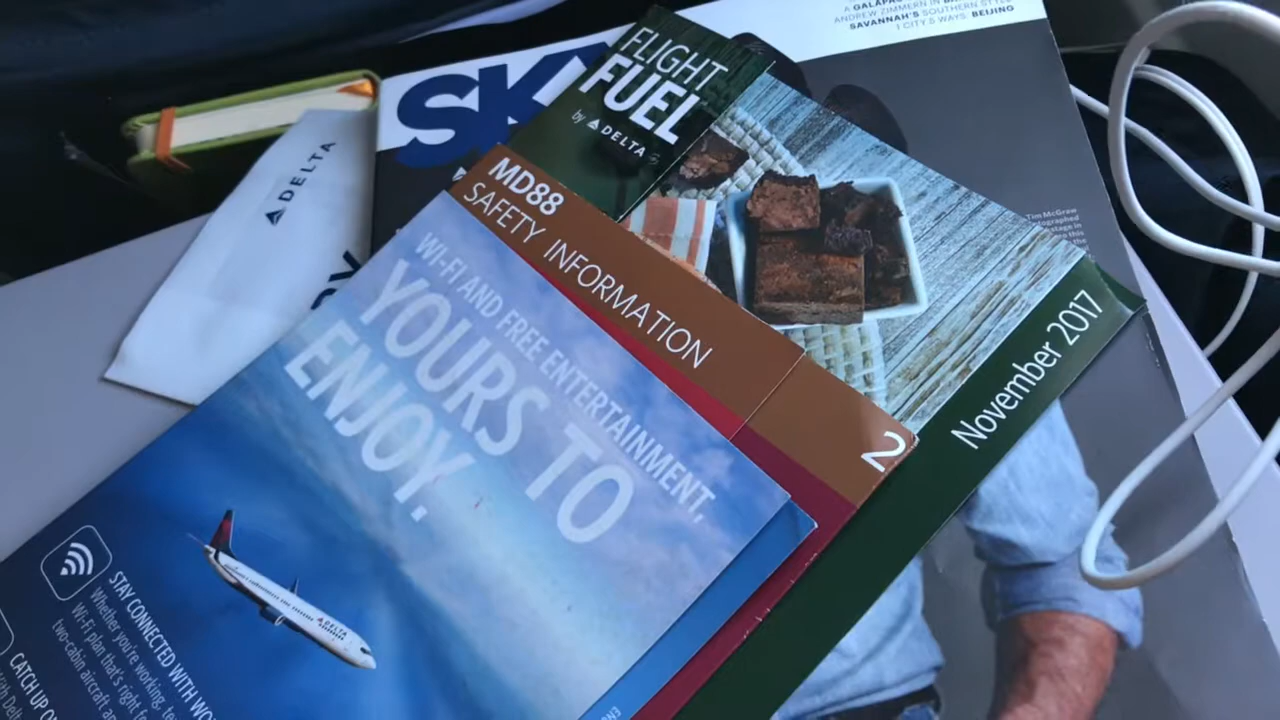 A
ANDREW ZIMMERN IN
SAVANNAH'S SOUTHERN STYLE
| CITY 5 WAYS: BEIJING
SKY
DELTA
FLIGHT
FUEL
by DELTA
Tim McGraw
November 2017
MD88
SAFETY INFORMATION
2
WI-FI AND FREE ENTERTAINMENT,
YOURS TO
ENJOY.
DELTA
STAY CONNECTED WITH
Whether you're working,
Wi-Fi plan that's right
two-cabin aircraft
CATCH UP